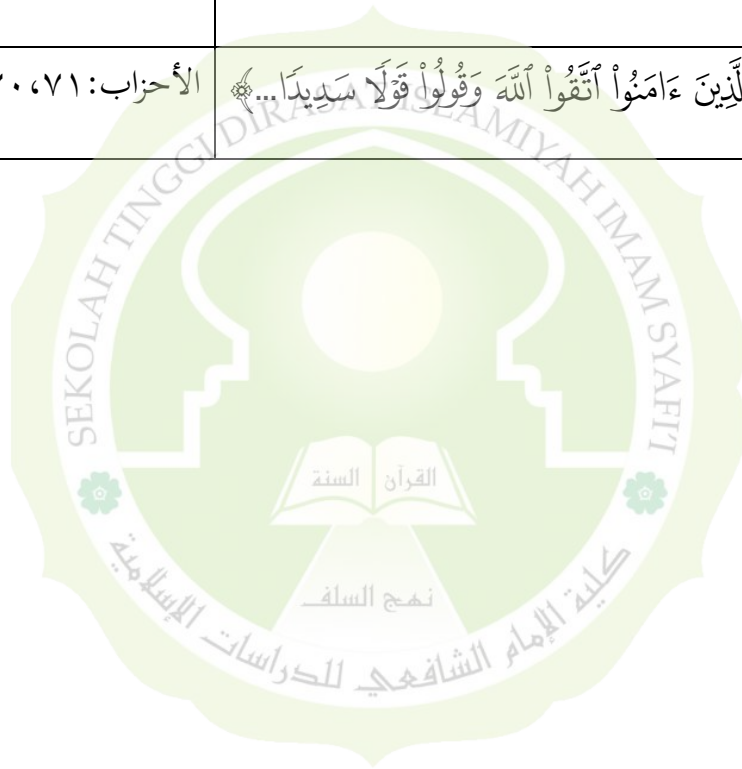 لَّذِينَ ءَامَنُواْ ٱتَّقُواْ ٱللَّهَ وَقُولُواْ قَوْلًا سَدِيدًا...﴾ الأحزاب: ٧١،
SEKOLAH TINGGI DIRASAT ISLAMIYAH IMAM SYAFI'I
القرآن السنة
نهج السلف
كلية الإمام الشافعي للدراسات الإسلامية